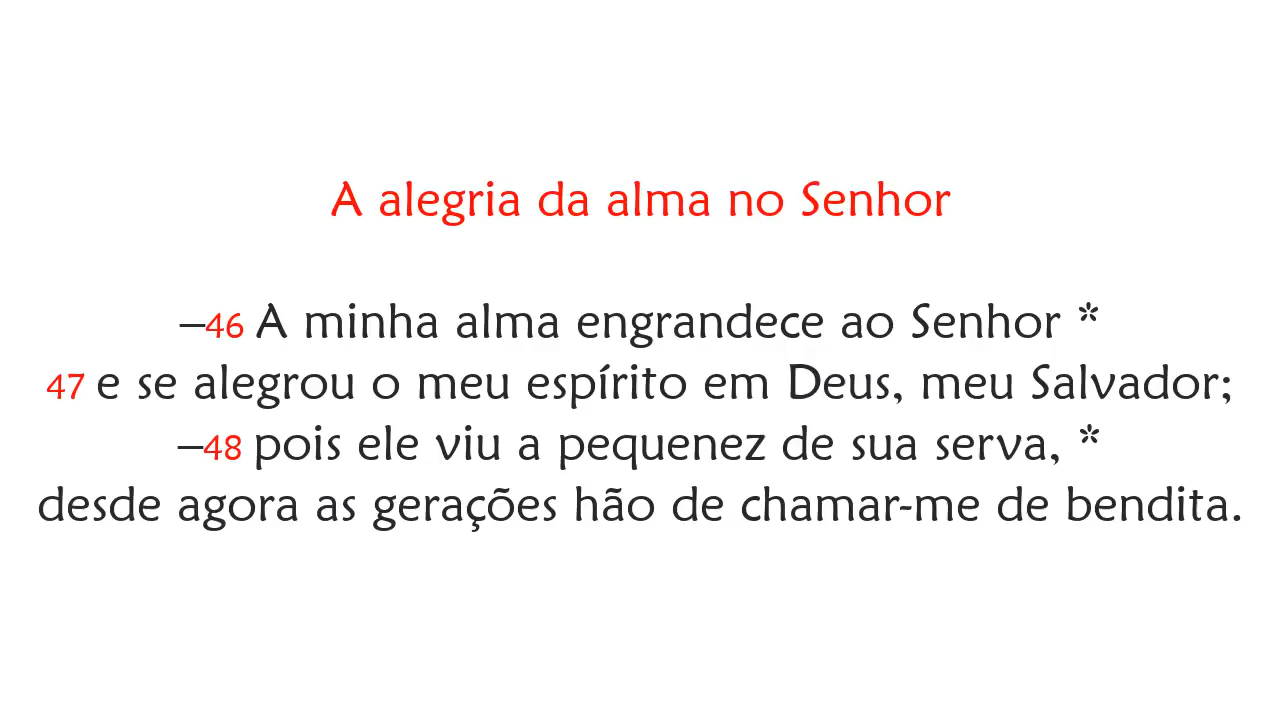 A alegria da alma no Senhor
–46 A minha alma engrandece ao Senhor *
47 e se alegrou o meu espírito em Deus, meu Salvador;
–48 pois ele viu a pequenez de sua serva, *
desde agora as gerações hão de chamar-me de bendita.